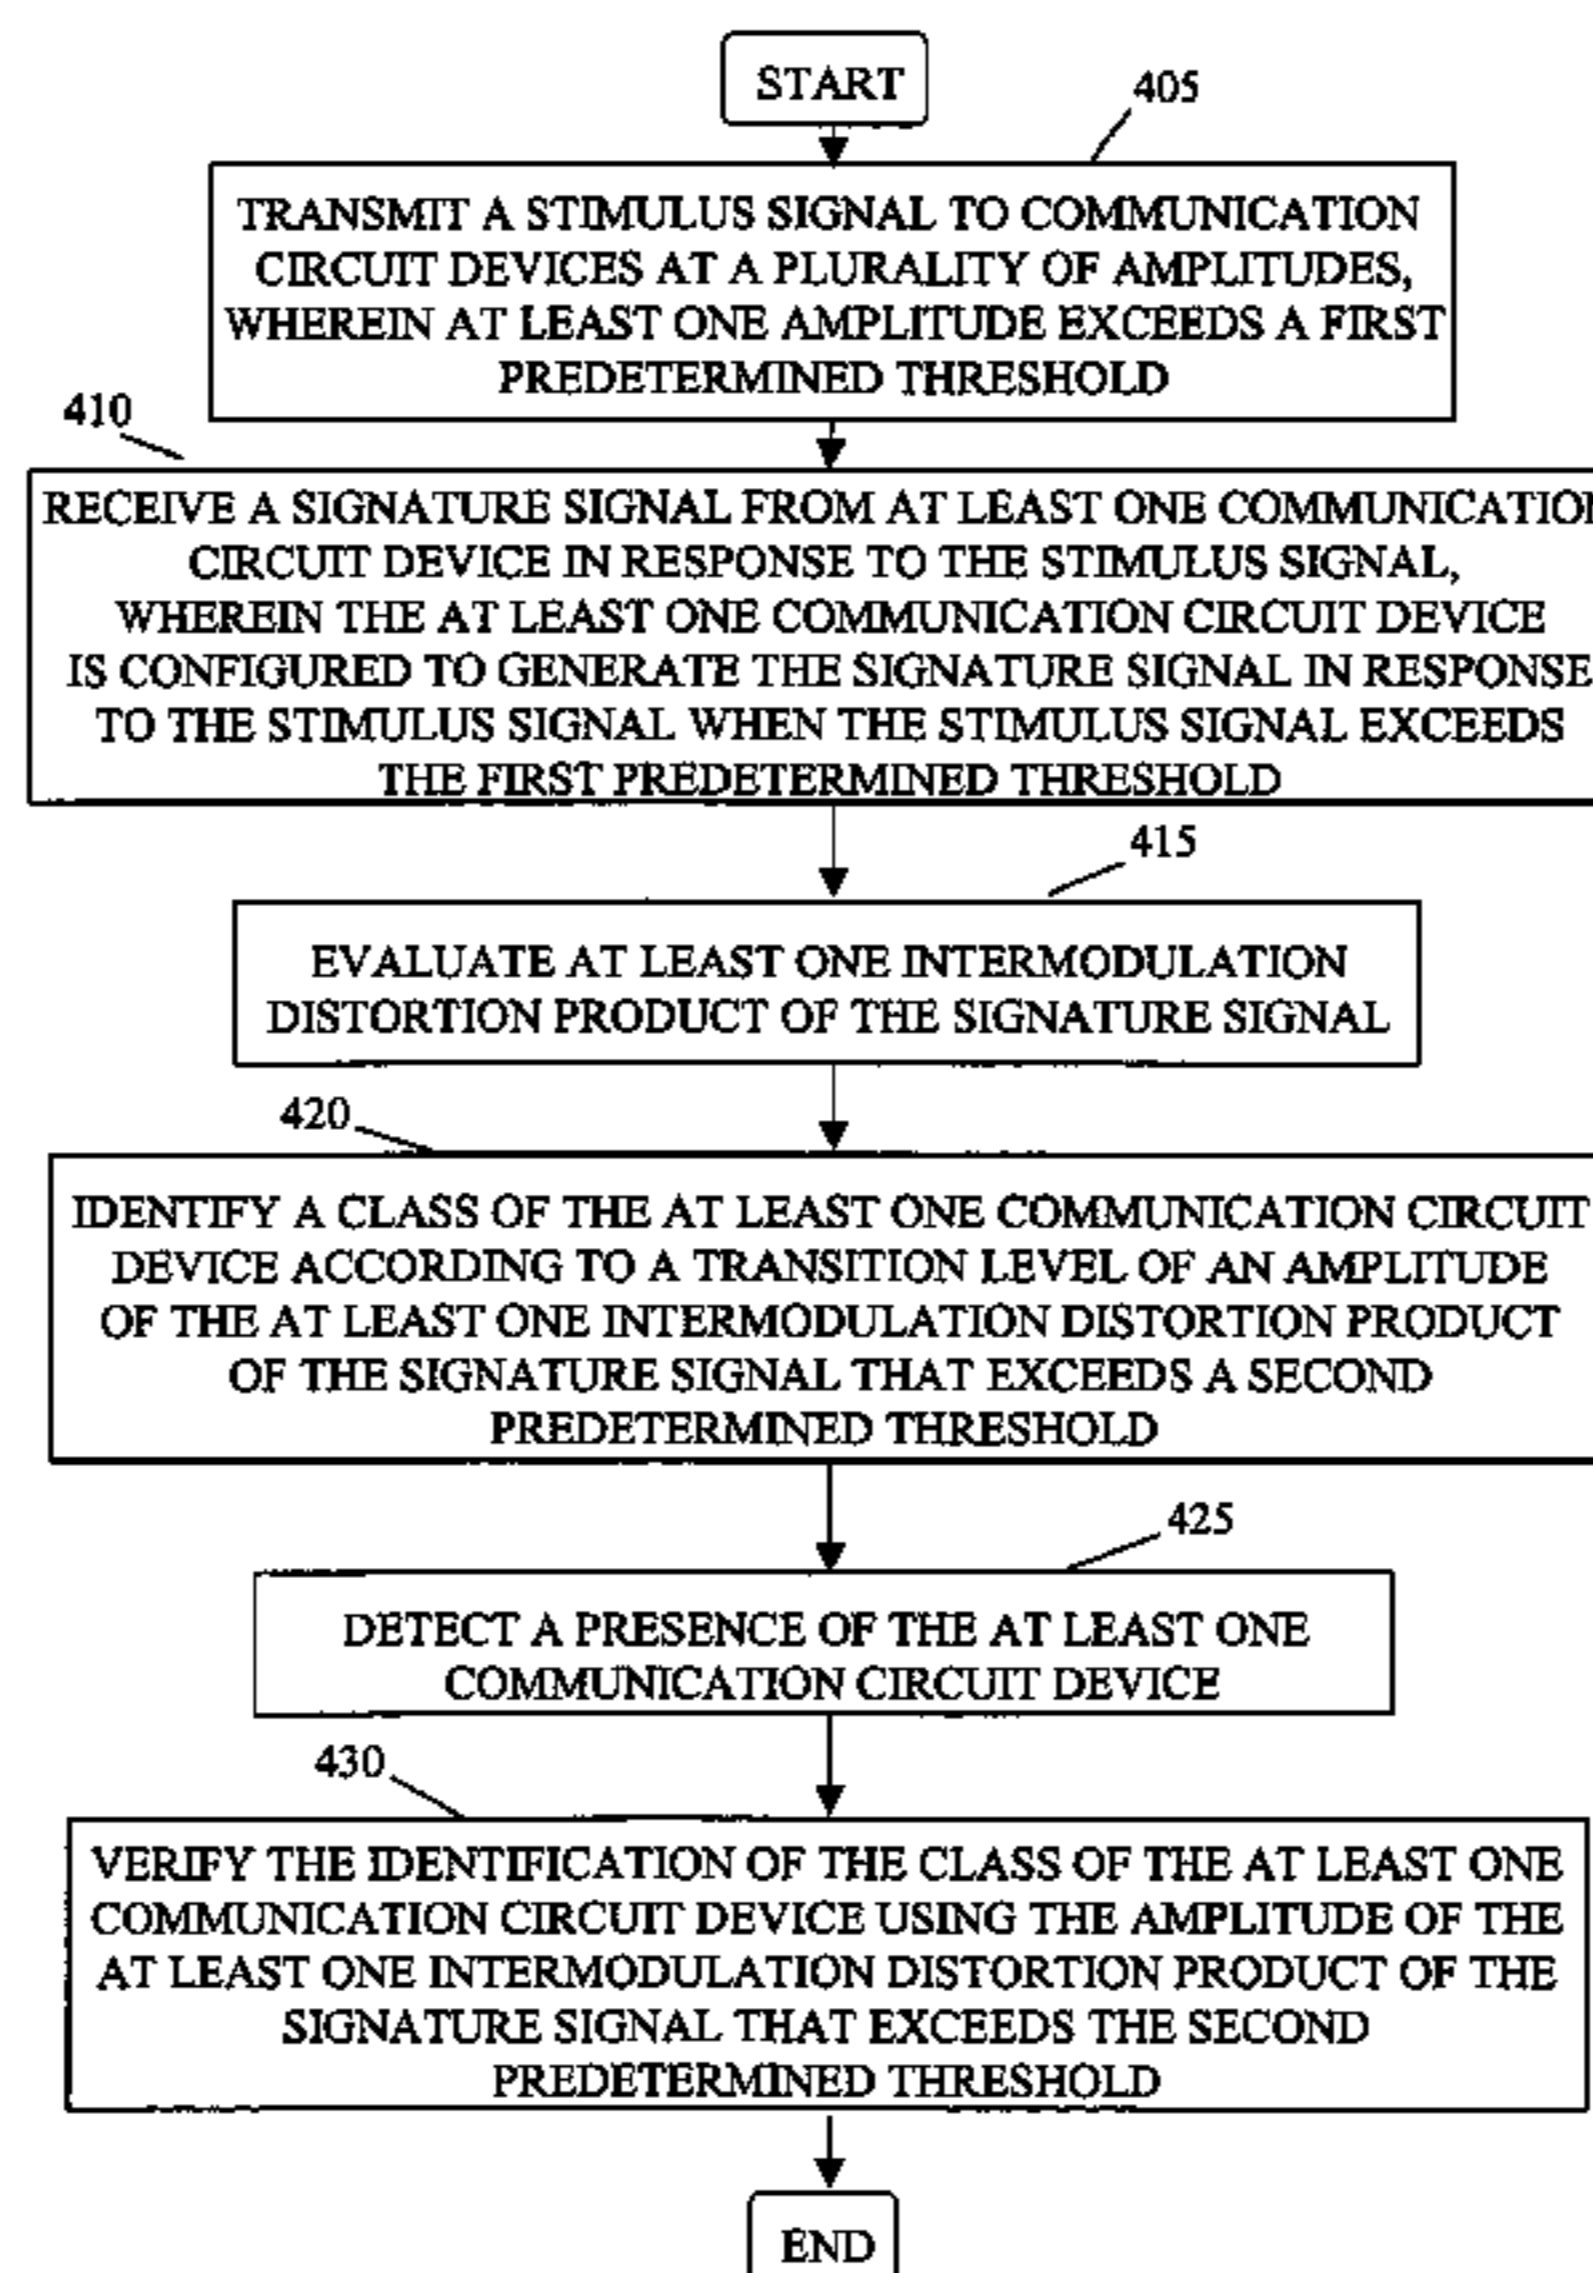 START
405
TRANSMIT A STIMULUS SIGNAL TO COMMUNICATION
CIRCUIT DEVICES AT A PLURALITY OF AMPLITUDES,
WHEREIN AT LEAST ONE AMPLITUDE EXCEEDS A FIRST
PREDETERMINED THRESHOLD
410
RECEIVE A SIGNATURE SIGNAL FROM AT LEAST ONE COMMUNICATION
CIRCUIT DEVICE IN RESPONSE TO THE STIMULUS SIGNAL,
WHEREIN THE AT LEAST ONE COMMUNICATION CIRCUIT DEVICE
IS CONFIGURED TO GENERATE THE SIGNATURE SIGNAL IN RESPONSE
TO THE STIMULUS SIGNAL WHEN THE STIMULUS SIGNAL EXCEEDS
THE FIRST PREDETERMINED THRESHOLD
415
EVALUATE AT LEAST ONE INTERMODULATION
DISTORTION PRODUCT OF THE SIGNATURE SIGNAL
420
IDENTIFY A CLASS OF THE AT LEAST ONE COMMUNICATION CIRCUIT
DEVICE ACCORDING TO A TRANSITION LEVEL OF AN AMPLITUDE
OF THE AT LEAST ONE INTERMODULATION DISTORTION PRODUCT
OF THE SIGNATURE SIGNAL THAT EXCEEDS A SECOND
PREDETERMINED THRESHOLD
425
DETECT A PRESENCE OF THE AT LEAST ONE
COMMUNICATION CIRCUIT DEVICE
430
VERIFY THE IDENTIFICATION OF THE CLASS OF THE AT LEAST ONE
COMMUNICATION CIRCUIT DEVICE USING THE AMPLITUDE OF THE
AT LEAST ONE INTERMODULATION DISTORTION PRODUCT OF THE
SIGNATURE SIGNAL THAT EXCEEDS THE SECOND
PREDETERMINED THRESHOLD
END